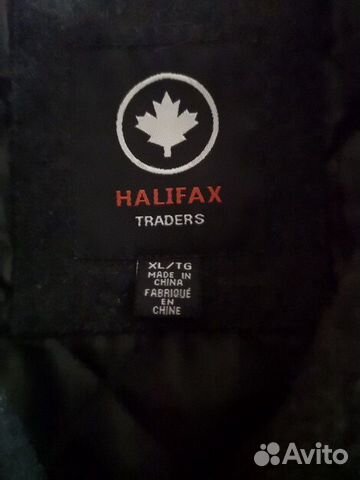 HALIFAX
TRADERS
XL/TG
MADE IN
CHINA
FABRIQUÉ
EN
CHINE
Avito